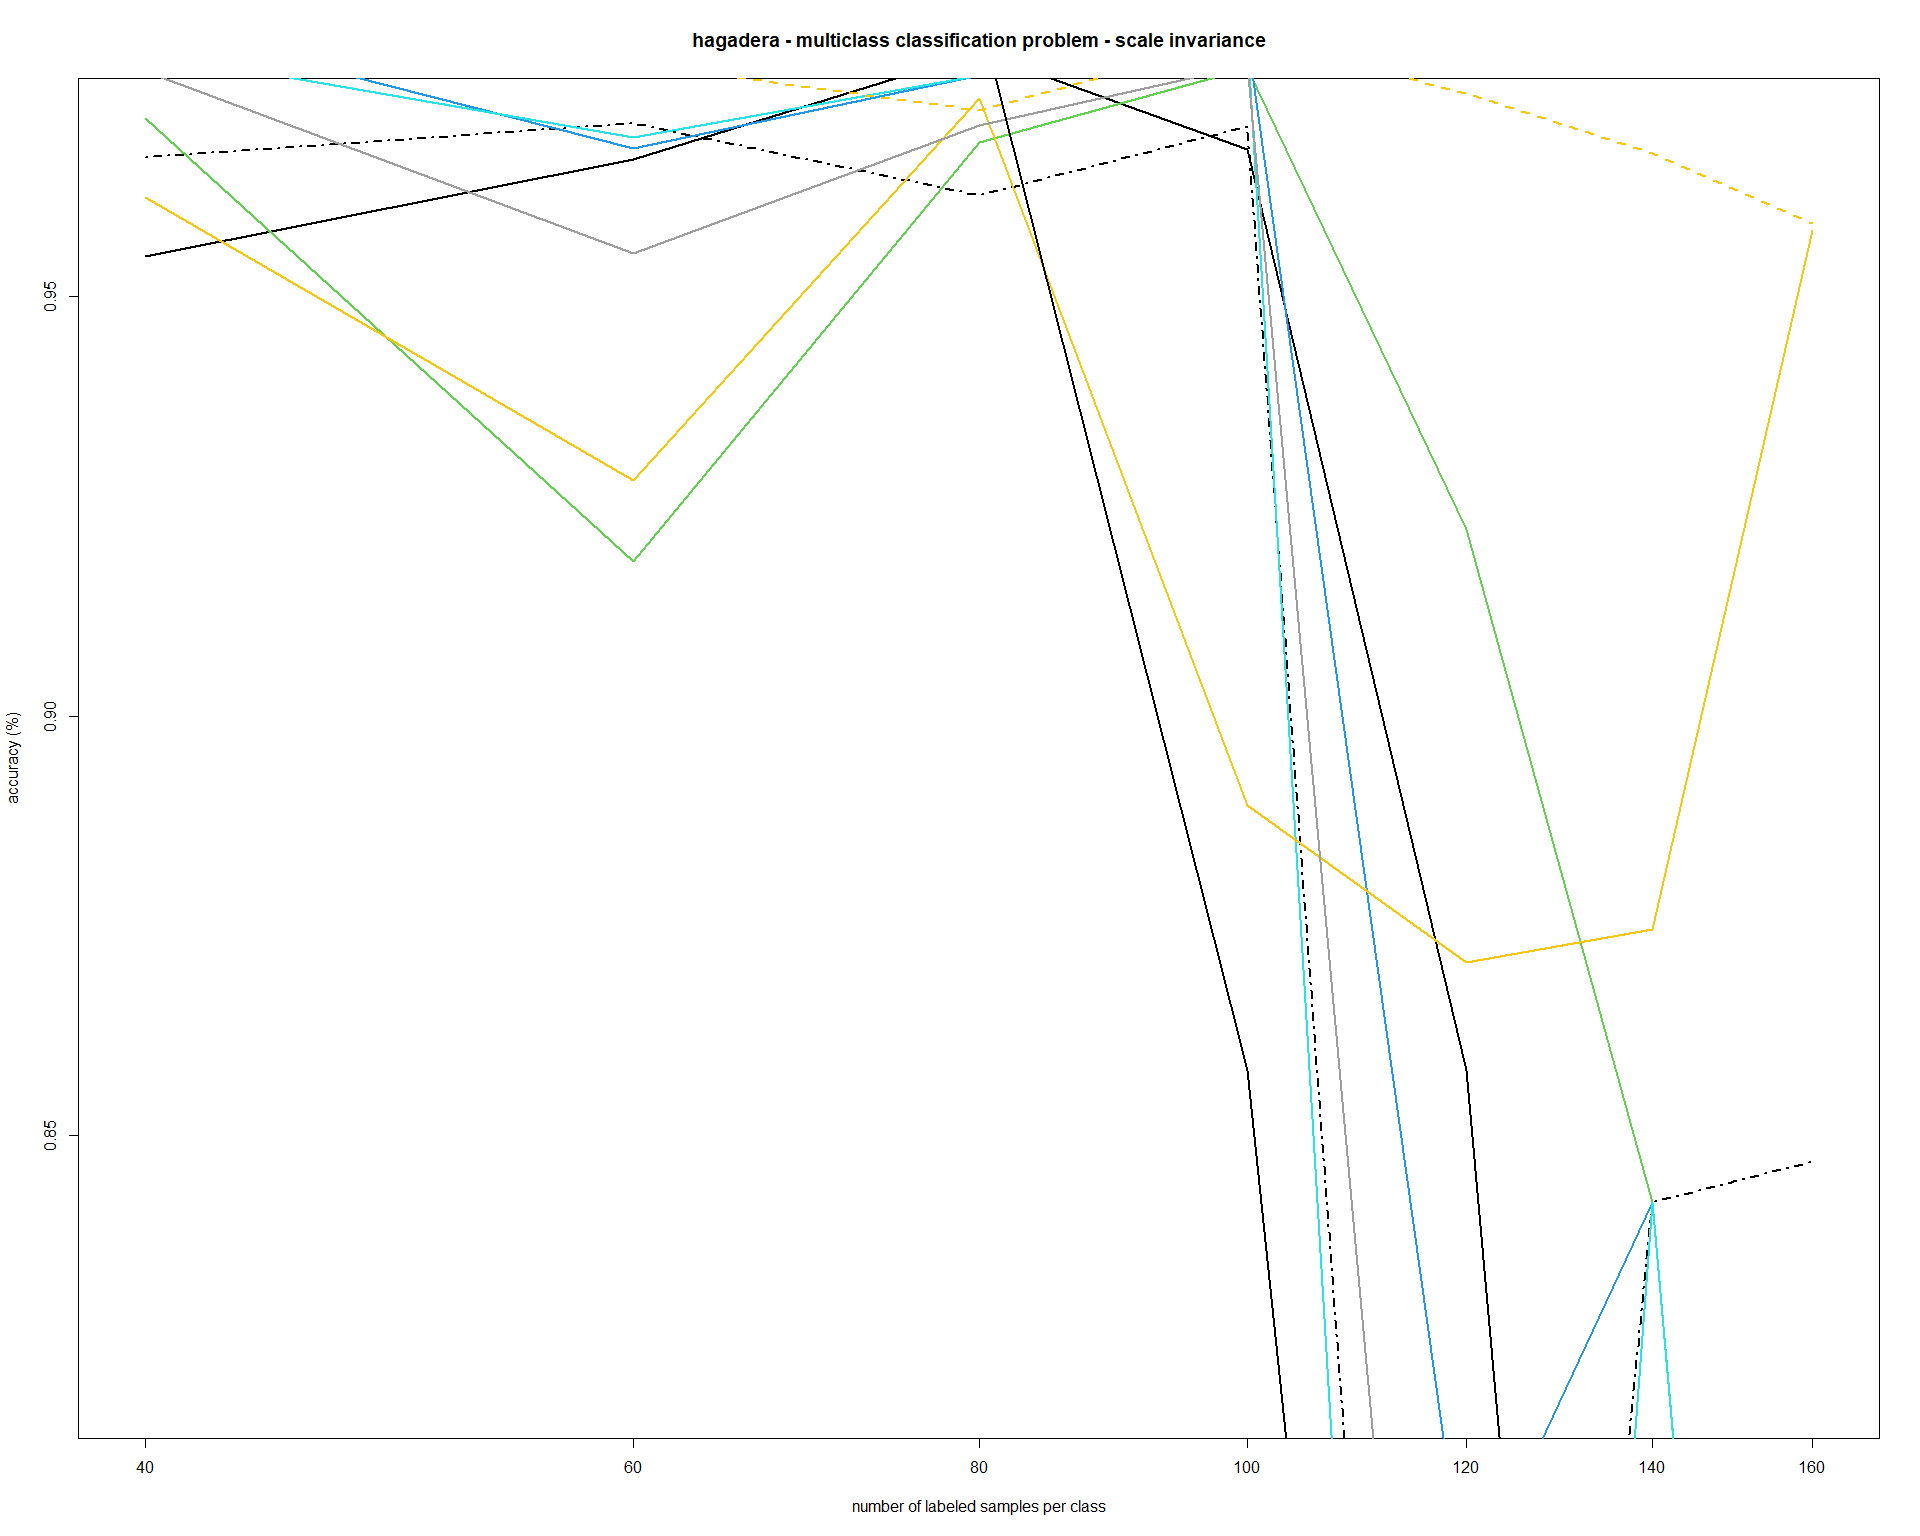 hagadera - multiclass classification problem - scale invariance
0.95
0.90
0.85
accuracy (%)
40 60 80 100 120 140 160
number of labeled samples per class